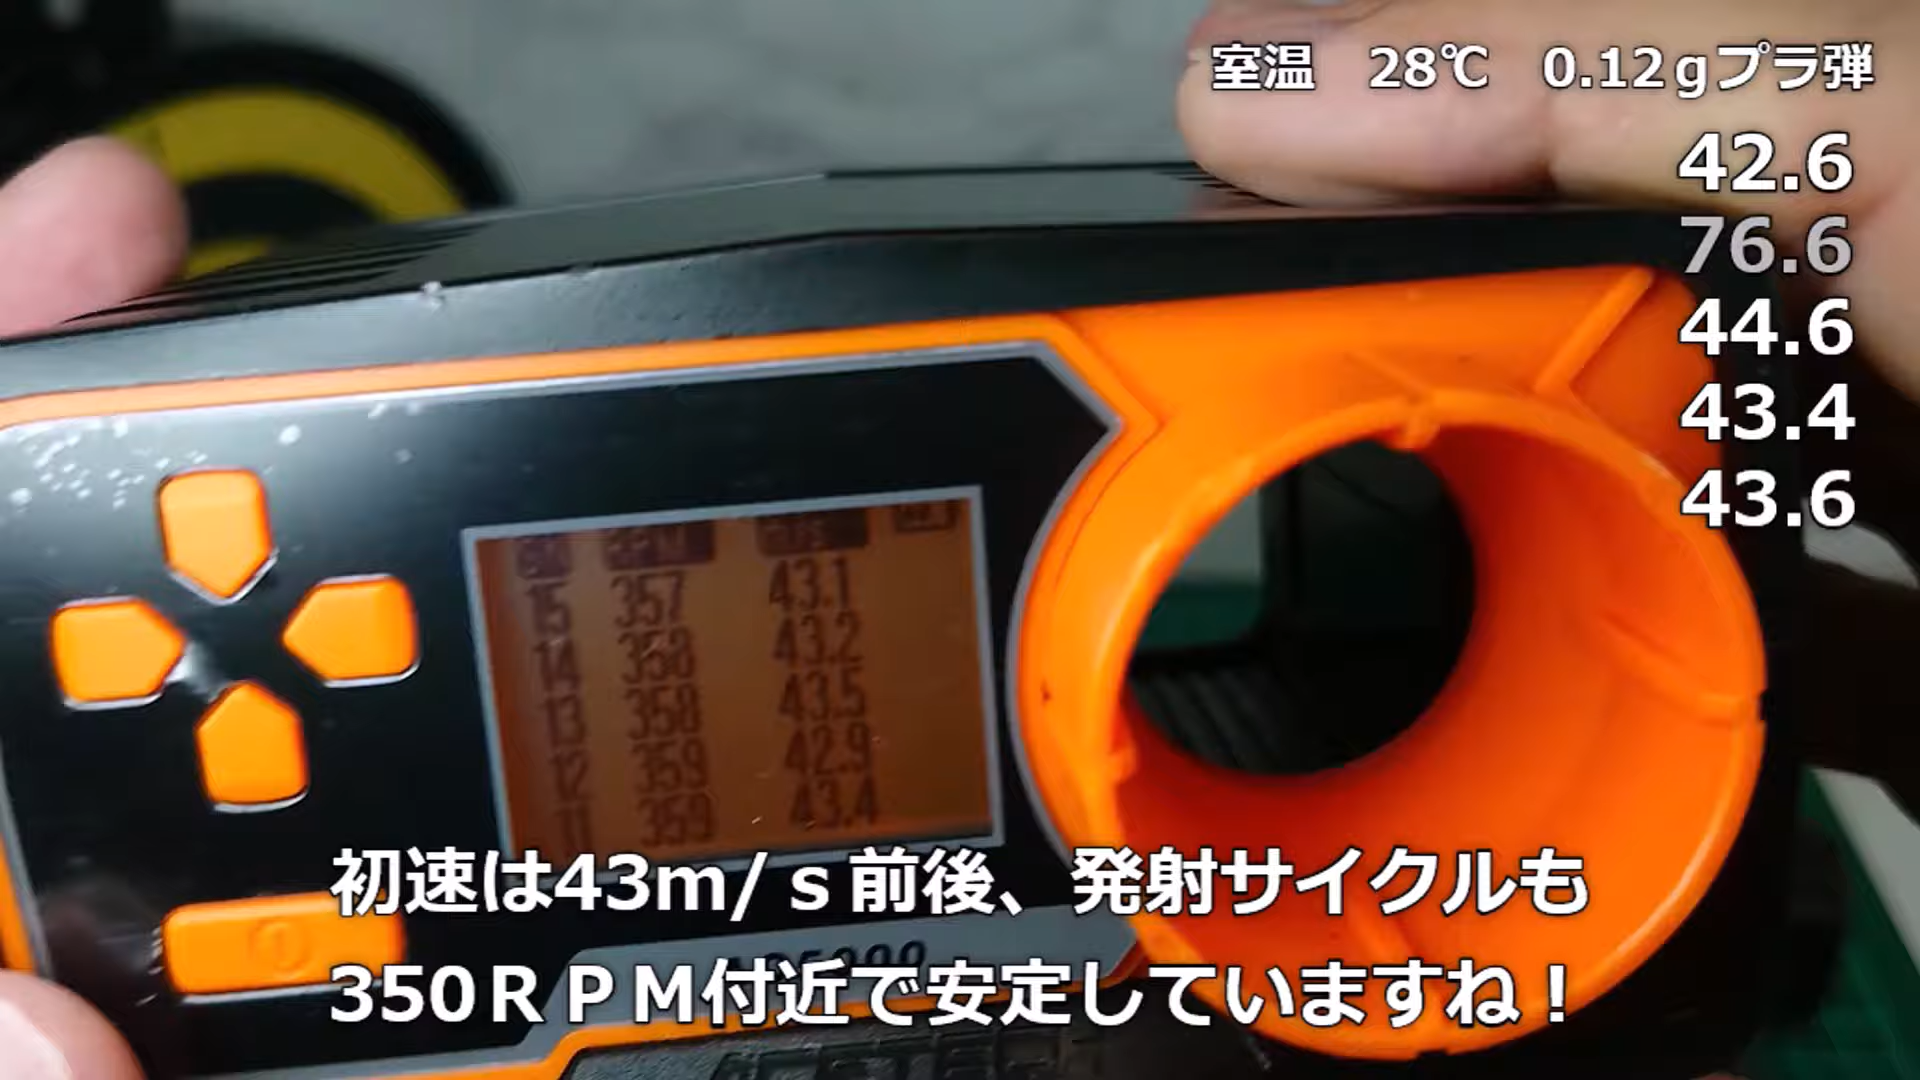 室温　28℃　0.12gプラ弾
42.6
76.6
44.6
43.4
43.6
15 357 43.1
14 358 43.2
13 358 43.5
12 359 42.9
11 359 43.4
初速は43m/s前後、発射サイクルも
350RPM付近で安定していますね！